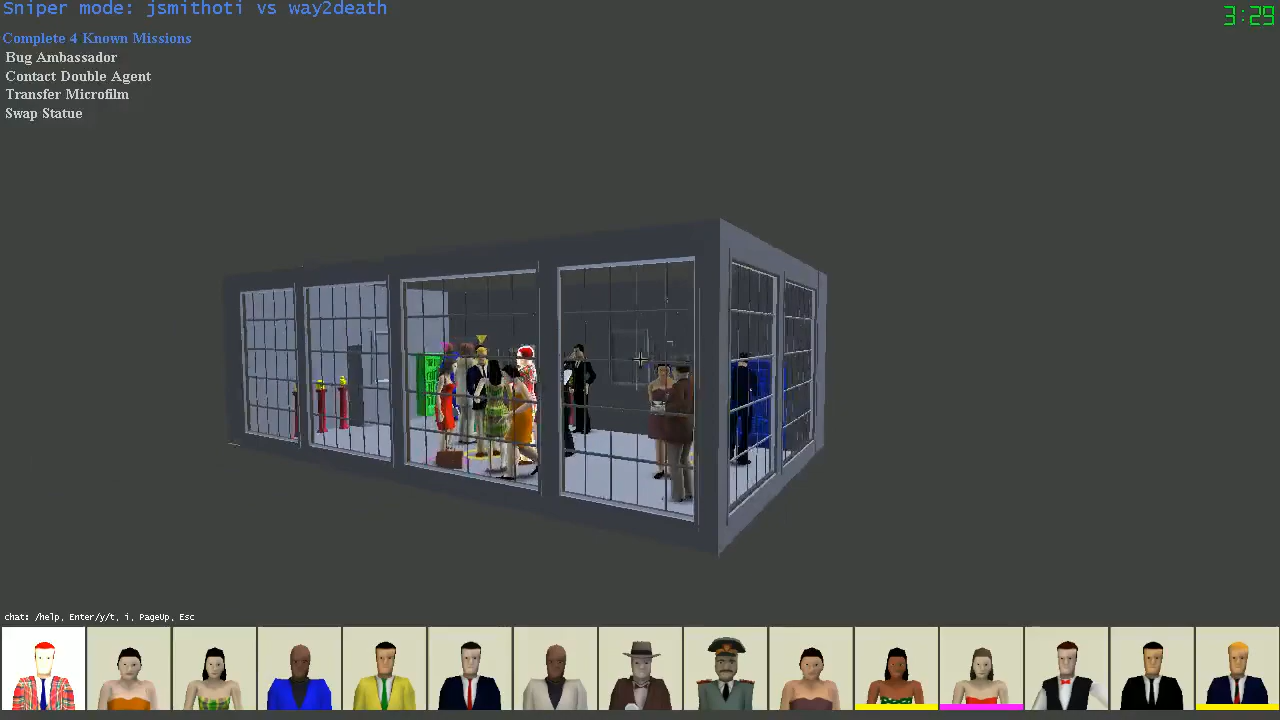 Sniper mode: jsmithoti vs way2death
3:29
Complete 4 Known Missions
Bug Ambassador
Contact Double Agent
Transfer Microfilm
Swap Statue
chat: /help, Enter/y/t, i, PageUp, Esc